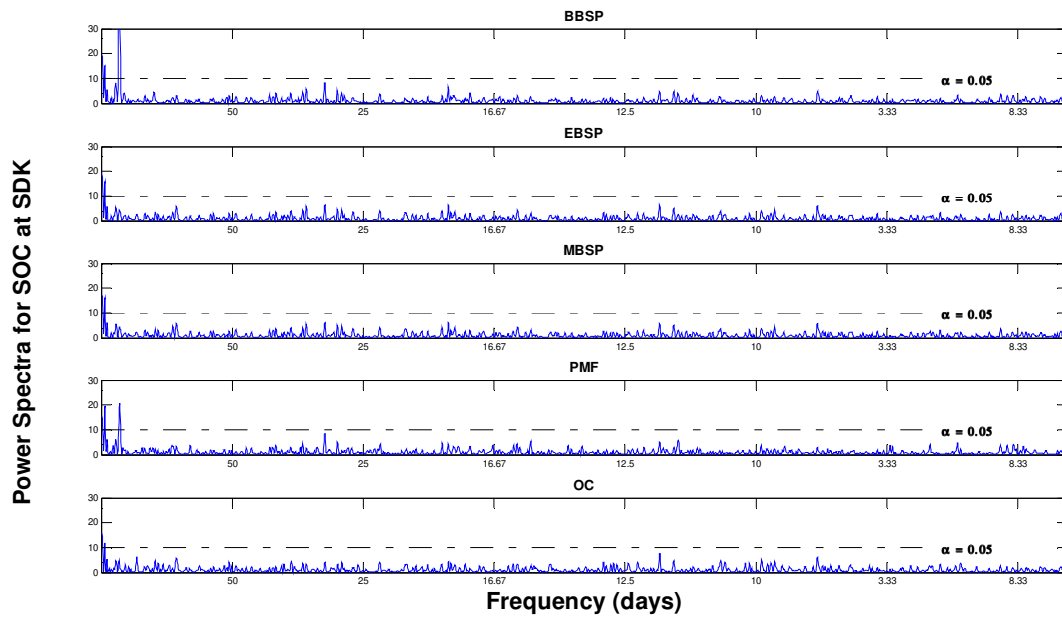 Power Spectra for SOC at SDK
BBSP
30
20
10
0
α = 0.05
50 25 16.67 12.5 10 3.33 8.33
EBSP
30
20
10
0
α = 0.05
50 25 16.67 12.5 10 3.33 8.33
MBSP
30
20
10
0
α = 0.05
50 25 16.67 12.5 10 3.33 8.33
PMF
30
20
10
0
α = 0.05
50 25 16.67 12.5 10 3.33 8.33
OC
30
20
10
0
α = 0.05
50 25 16.67 12.5 10 3.33 8.33
Frequency (days)